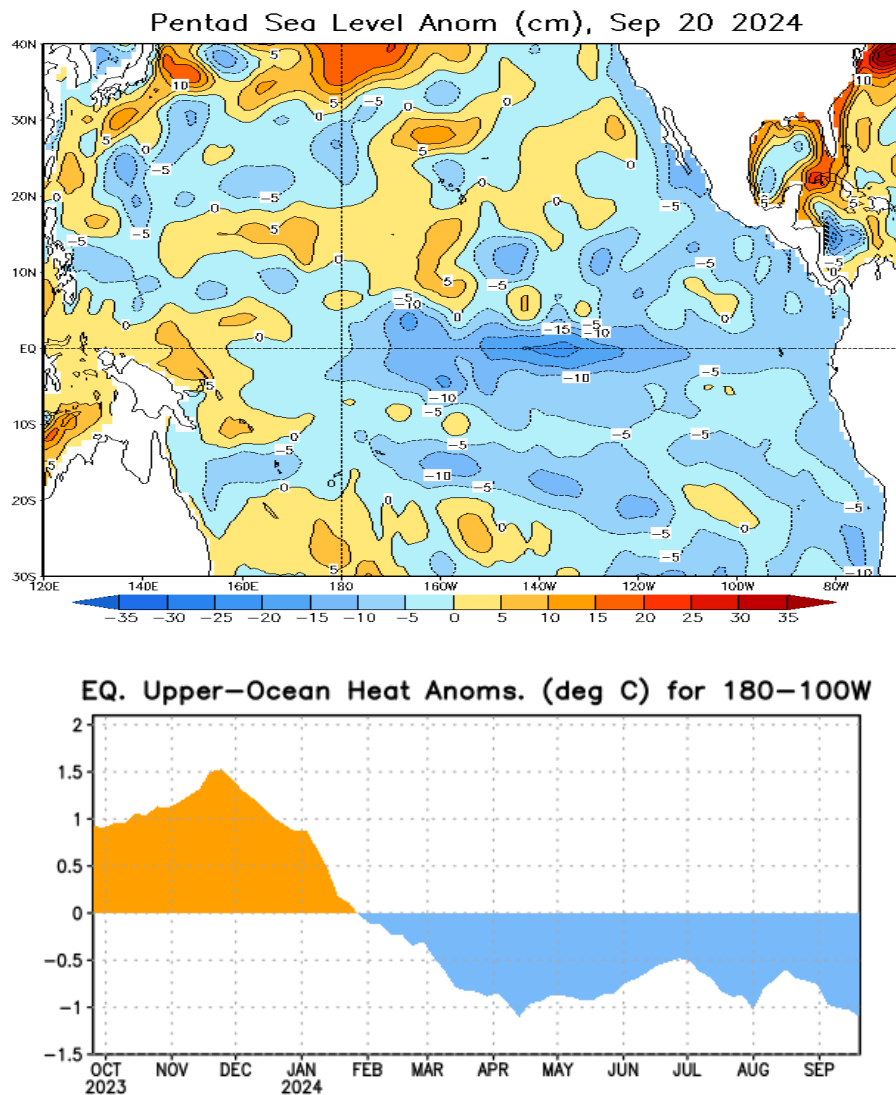 Pentad Sea Level Anom (cm), Sep 20 2024
40N
30N
20N
10N
EQ
10S
20S
30S
120E 140E 160E 180 160W 140W 120W 100W 80W
-35 -30 -25 -20 -15 -10 -5 0 5 10 15 20 25 30 35
EQ. Upper-Ocean Heat Anoms. (deg C) for 180-100W
2
1.5
1
0.5
0
-0.5
-1
-1.5
OCT NOV DEC JAN FEB MAR APR MAY JUN JUL AUG SEP
2023 2024